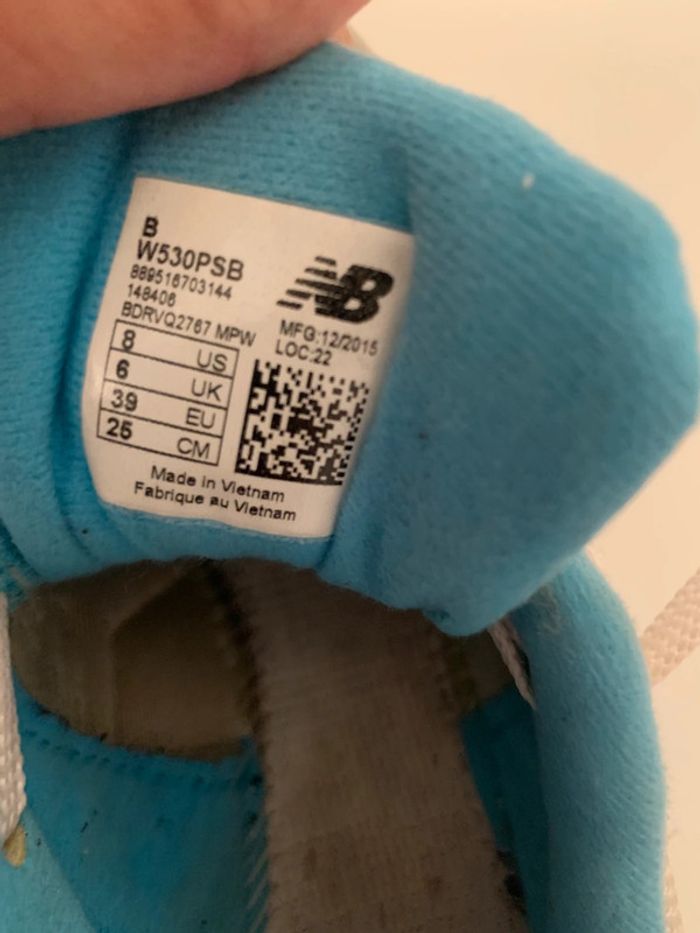 B
W530PSB
889516703144
148406
BDRVQ2767 MPW
NB
MFG:12/2015
LOC:22
8 US
6 UK
39 EU
25 CM
Made in Vietnam
Fabrique au Vietnam